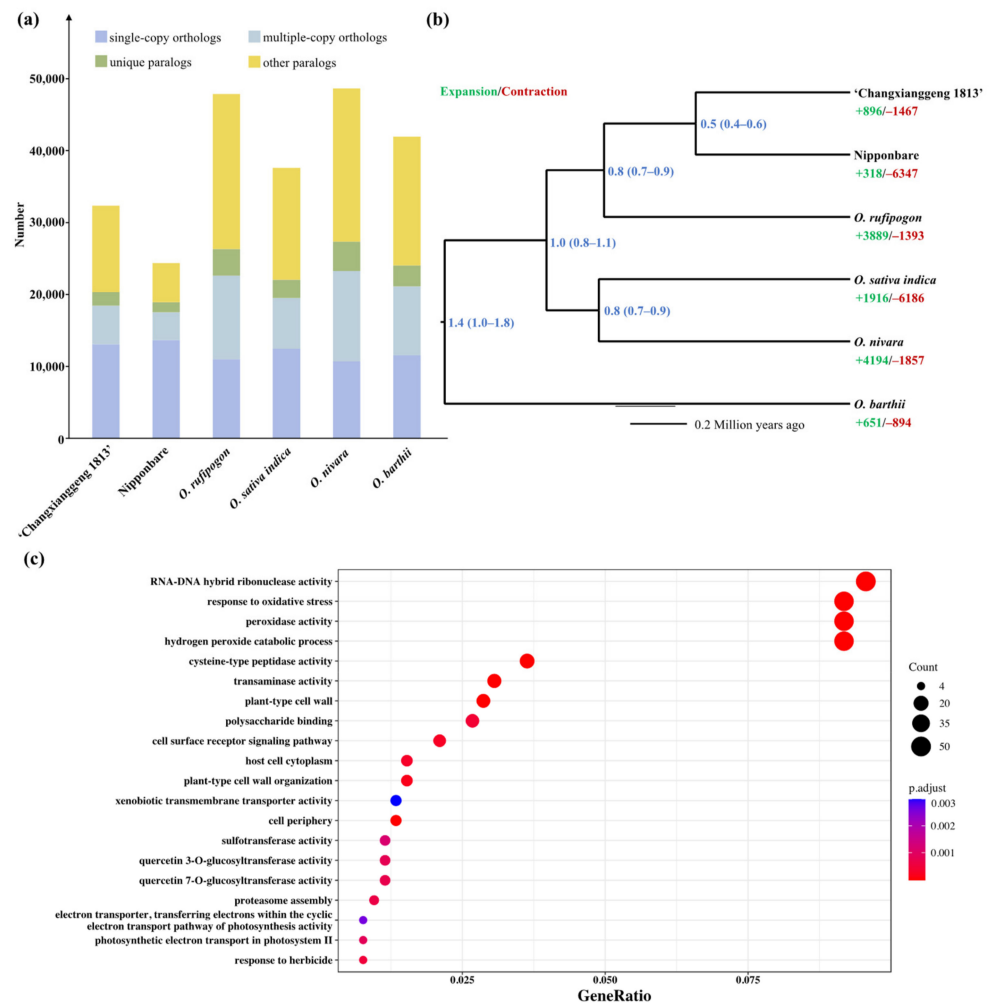 (a)
single-copy orthologs
multiple-copy orthologs
unique paralogs
other paralogs
Number
50,000
40,000
30,000
20,000
10,000
0
‘Changxianggeng 1813’
Nipponbare
O. rufipogon
O. sativa indica
O. nivara
O. barthii
(b)
Expansion/Contraction
‘Changxianggeng 1813’
+896/–1467
0.5 (0.4–0.6)
Nipponbare
+318/–6347
0.8 (0.7–0.9)
O. rufipogon
+3889/–1393
1.0 (0.8–1.1)
O. sativa indica
+1916/–6186
0.8 (0.7–0.9)
1.4 (1.0–1.8)
O. nivara
+4194/–1857
O. barthii
+651/–894
0.2 Million years ago
(c)
RNA-DNA hybrid ribonuclease activity
response to oxidative stress
peroxidase activity
hydrogen peroxide catabolic process
cysteine-type peptidase activity
transaminase activity
plant-type cell wall
polysaccharide binding
cell surface receptor signaling pathway
host cell cytoplasm
plant-type cell wall organization
xenobiotic transmembrane transporter activity
cell periphery
sulfotransferase activity
quercetin 3-O-glucosyltransferase activity
quercetin 7-O-glucosyltransferase activity
proteasome assembly
electron transporter, transferring electrons within the cyclic
electron transport pathway of photosynthesis activity
photosynthetic electron transport in photosystem II
response to herbicide
0.025
0.050
0.075
GeneRatio
Count
4
20
35
50
p.adjust
0.003
0.002
0.001